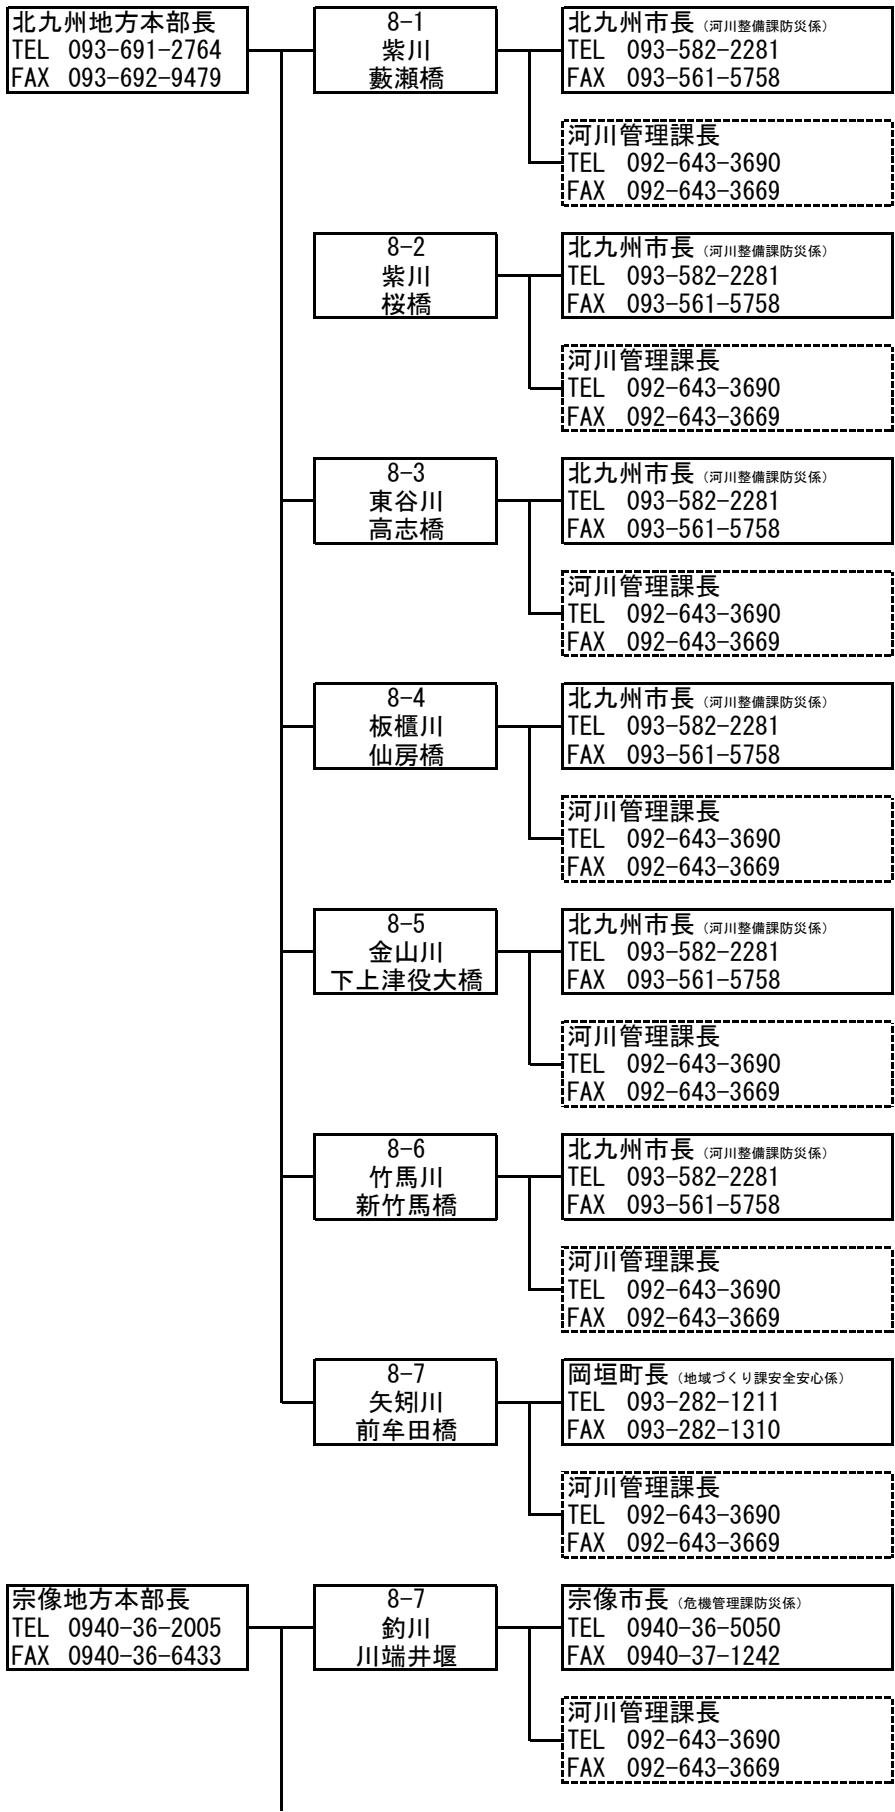 北九州地方本部長
TEL 093-691-2764
FAX 093-692-9479
8-1
紫川
藪瀬橋
北九州市長（河川整備課防災係）
TEL 093-582-2281
FAX 093-561-5758
河川管理課長
TEL 092-643-3690
FAX 092-643-3669
8-2
紫川
桜橋
北九州市長（河川整備課防災係）
TEL 093-582-2281
FAX 093-561-5758
河川管理課長
TEL 092-643-3690
FAX 092-643-3669
8-3
東谷川
高志橋
北九州市長（河川整備課防災係）
TEL 093-582-2281
FAX 093-561-5758
河川管理課長
TEL 092-643-3690
FAX 092-643-3669
8-4
板櫃川
仙房橋
北九州市長（河川整備課防災係）
TEL 093-582-2281
FAX 093-561-5758
河川管理課長
TEL 092-643-3690
FAX 092-643-3669
8-5
金山川
下上津役大橋
北九州市長（河川整備課防災係）
TEL 093-582-2281
FAX 093-561-5758
河川管理課長
TEL 092-643-3690
FAX 092-643-3669
8-6
竹馬川
新竹馬橋
北九州市長（河川整備課防災係）
TEL 093-582-2281
FAX 093-561-5758
河川管理課長
TEL 092-643-3690
FAX 092-643-3669
8-7
矢矧川
前牟田橋
岡垣町長（地域づくり課安全安心係）
TEL 093-282-1211
FAX 093-282-1310
河川管理課長
TEL 092-643-3690
FAX 092-643-3669
宗像地方本部長
TEL 0940-36-2005
FAX 0940-36-6433
8-7
釣川
川端井堰
宗像市長（危機管理課防災係）
TEL 0940-36-5050
FAX 0940-37-1242
河川管理課長
TEL 092-643-3690
FAX 092-643-3669